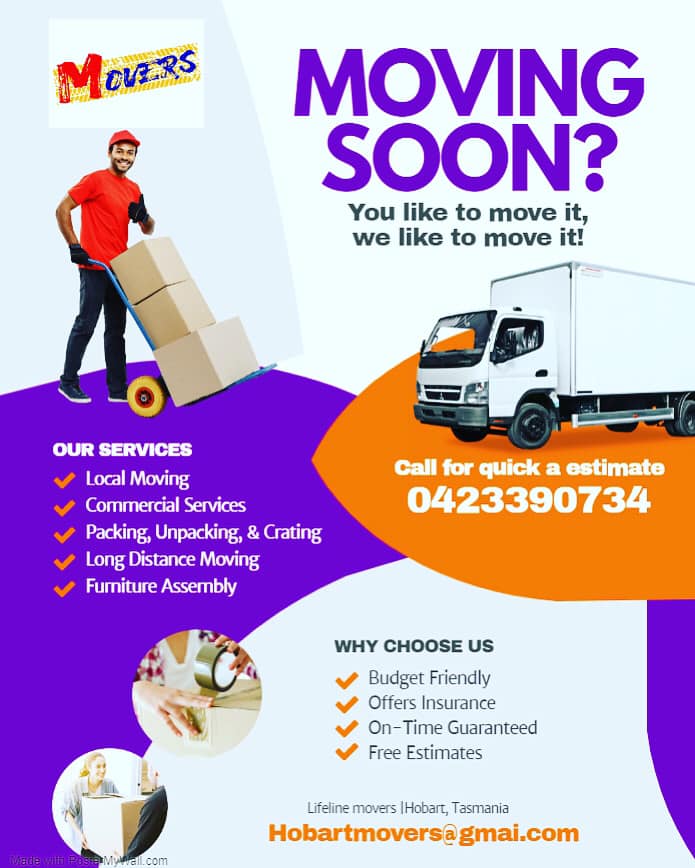 MOVERS
MOVING
SOON?
You like to move it,
we like to move it!
OUR SERVICES
Local Moving
Commercial Services
Packing, Unpacking, & Crating
Long Distance Moving
Furniture Assembly
Call for quick a estimate
0423390734
WHY CHOOSE US
Budget Friendly
Offers Insurance
On-Time Guaranteed
Free Estimates
Lifeline movers |Hobart, Tasmania
Hobartmovers@gmai.com
Made with PosterMyWall.com